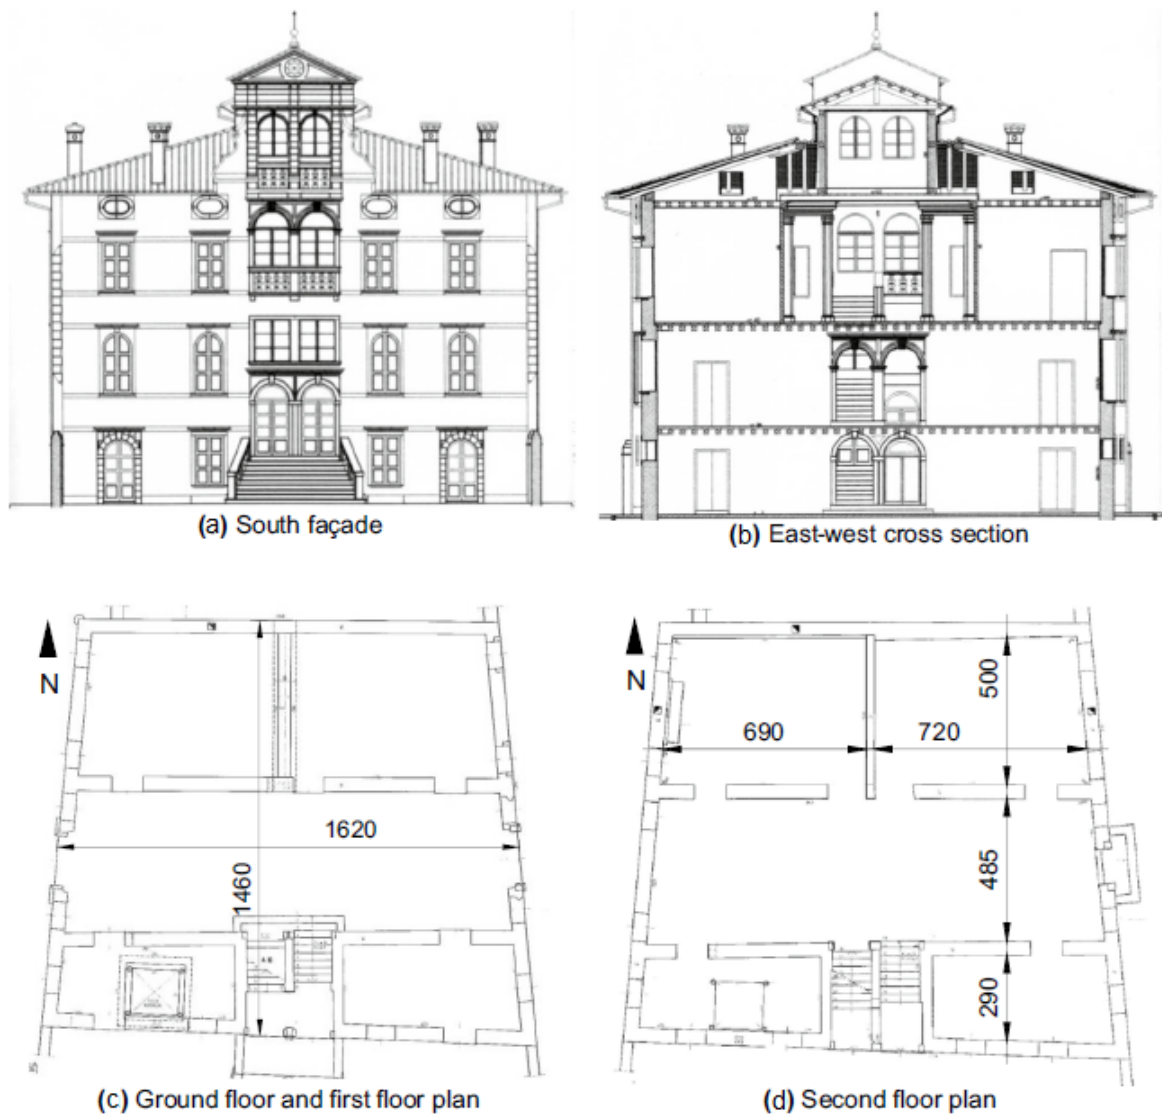 (a) South façade
(b) East-west cross section
N
1620
1460
(c) Ground floor and first floor plan
N
500
690
720
485
290
(d) Second floor plan